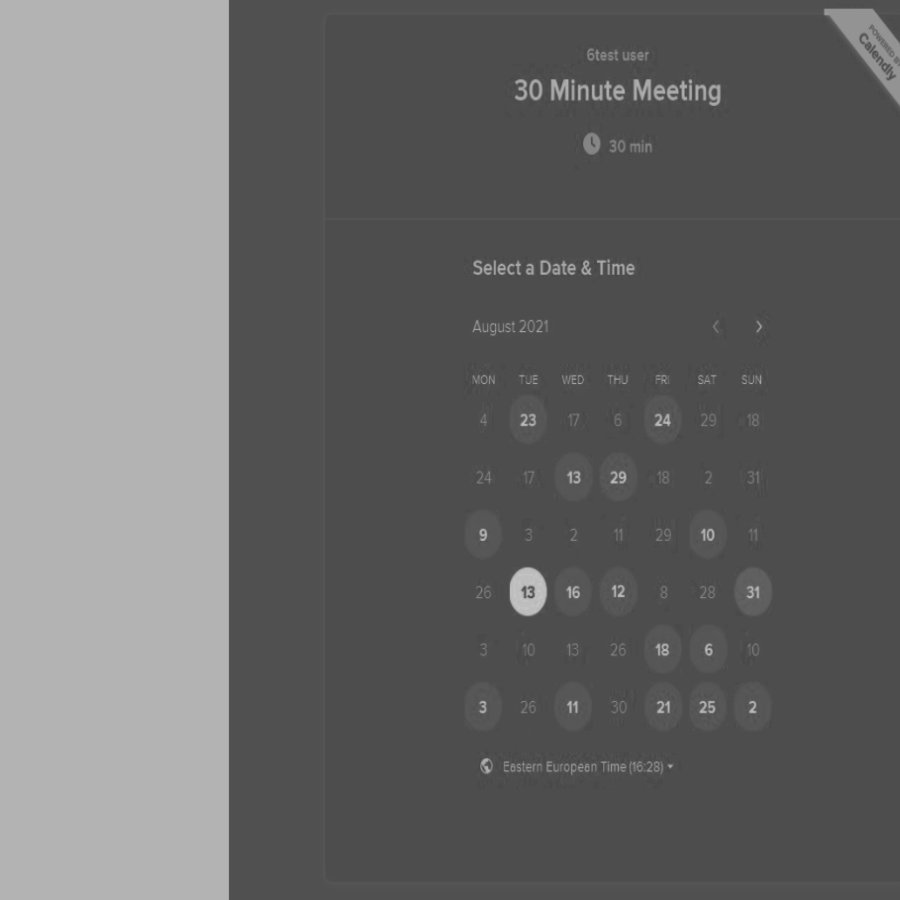 POWERED BY
Calendly
6test user
30 Minute Meeting
30 min
Select a Date & Time
August 2021
MON TUE WED THU FRI SAT SUN
4 23 17 6 24 29 18
24 17 13 29 18 2 31
9 3 2 11 29 10 11
26 13 16 12 8 28 31
3 10 13 26 18 6 10
3 26 11 30 21 25 2
Eastern European Time (16:28)